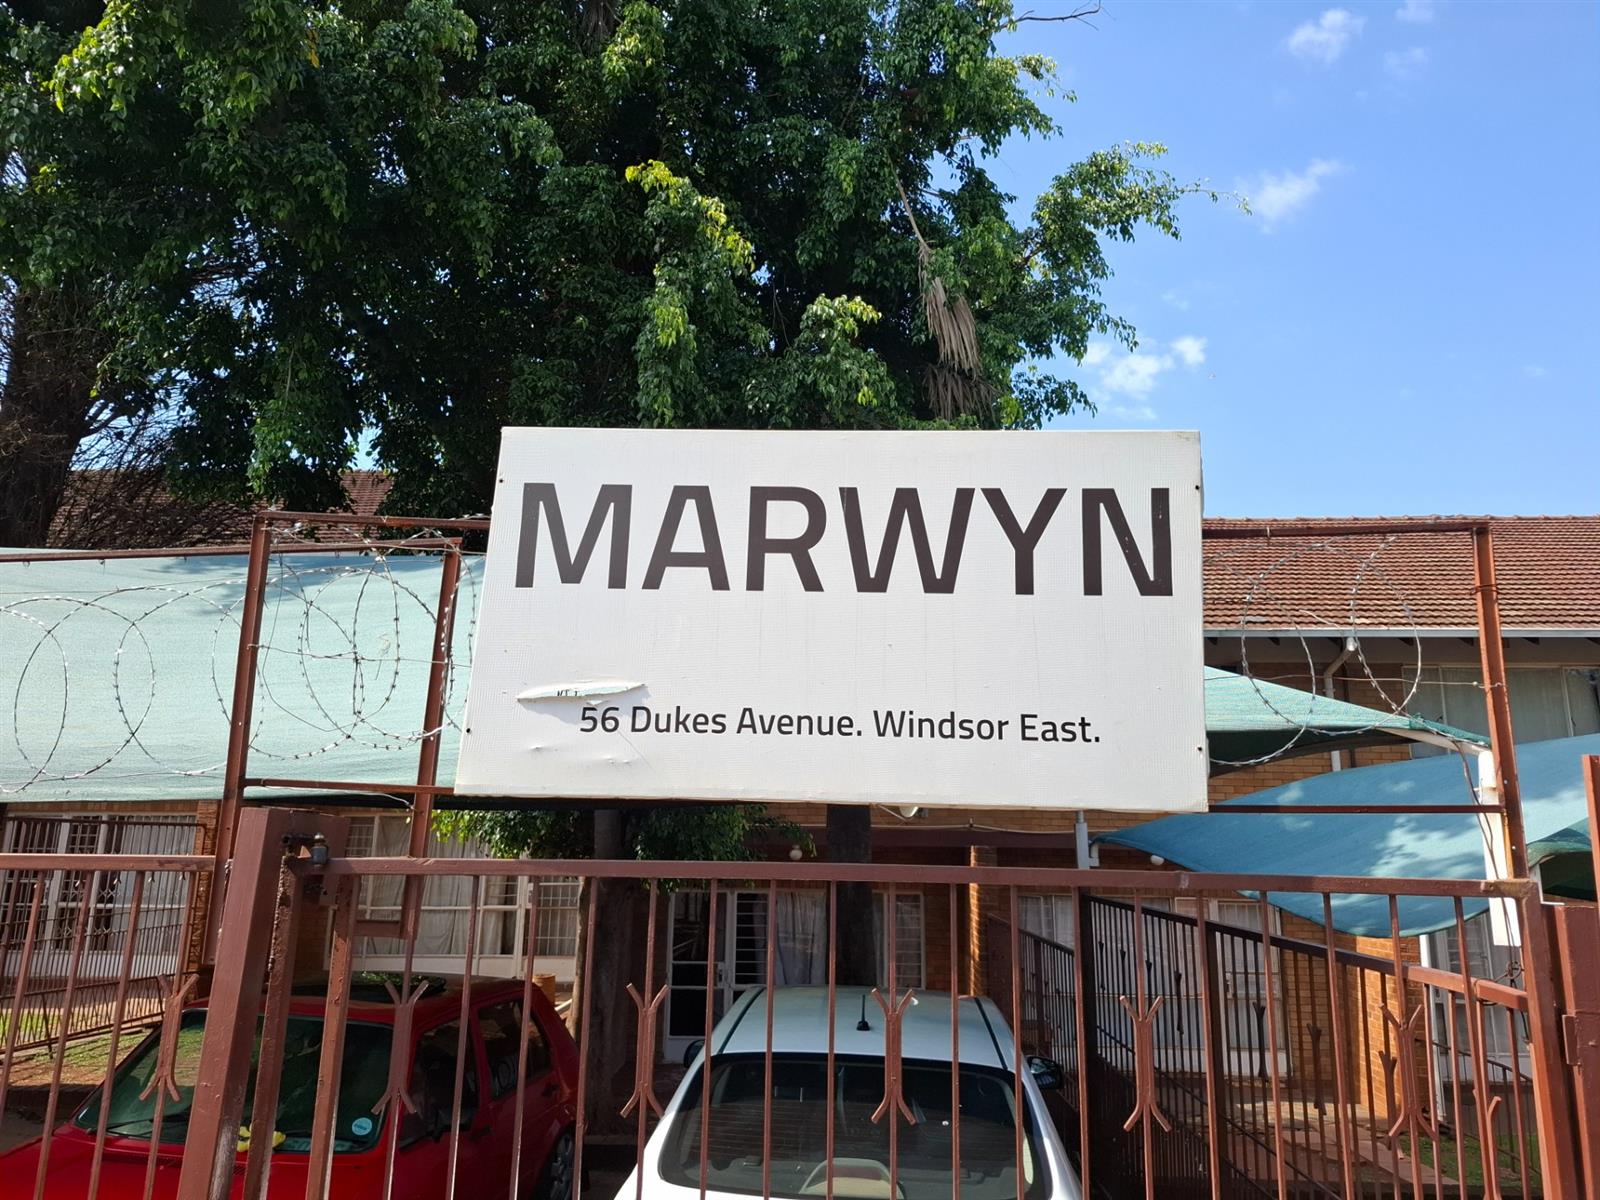 MARWYN
56 Dukes Avenue. Windsor East.